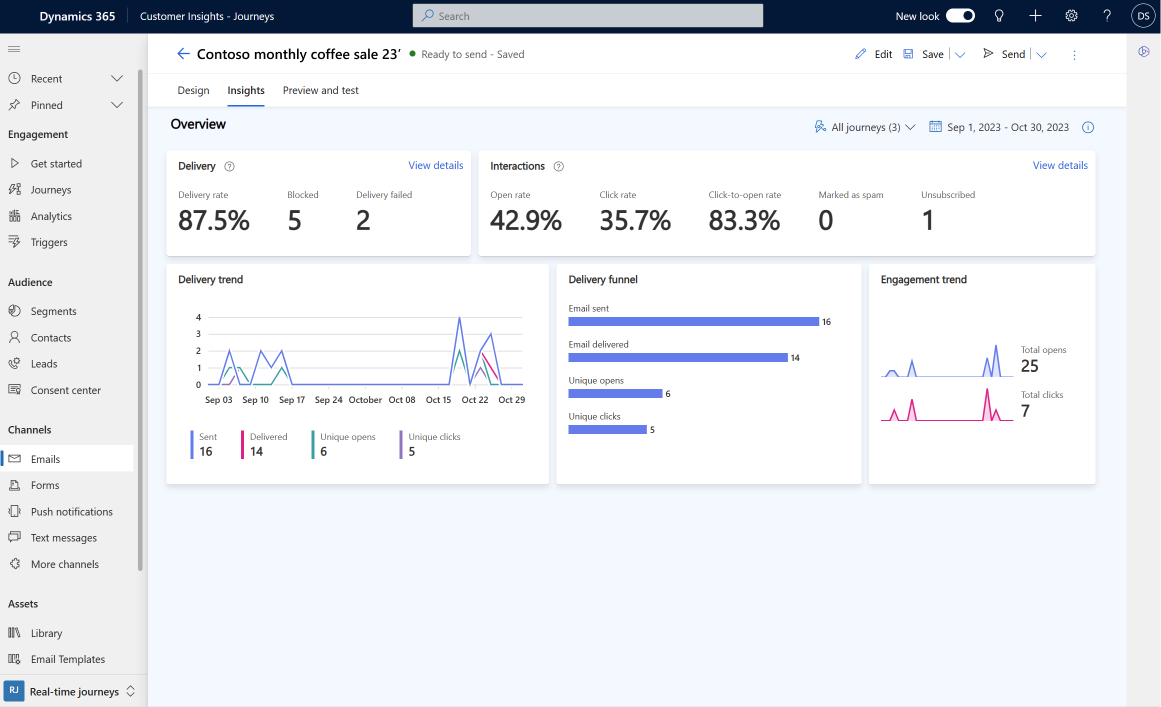 Dynamics 365
Customer Insights - Journeys
Search
New look
DS
Recent
Pinned
Engagement
Get started
Journeys
Analytics
Triggers
Audience
Segments
Contacts
Leads
Consent center
Channels
Emails
Forms
Push notifications
Text messages
More channels
Assets
Library
Email Templates
RJ Real-time journeys
Contoso monthly coffee sale 23’ Ready to send - Saved
Edit Save Send
Design Insights Preview and test
Overview
All journeys (3) Sep 1, 2023 - Oct 30, 2023
Delivery View details
Delivery rate Blocked Delivery failed
87.5% 5 2
Interactions View details
Open rate Click rate Click-to-open rate Marked as spam Unsubscribed
42.9% 35.7% 83.3% 0 1
Delivery trend
4
3
2
1
0
Sep 03 Sep 10 Sep 17 Sep 24 October Oct 08 Oct 15 Oct 22 Oct 29
Sent Delivered Unique opens Unique clicks
16 14 6 5
Delivery funnel
Email sent
16
Email delivered
14
Unique opens
6
Unique clicks
5
Engagement trend
Total opens
25
Total clicks
7